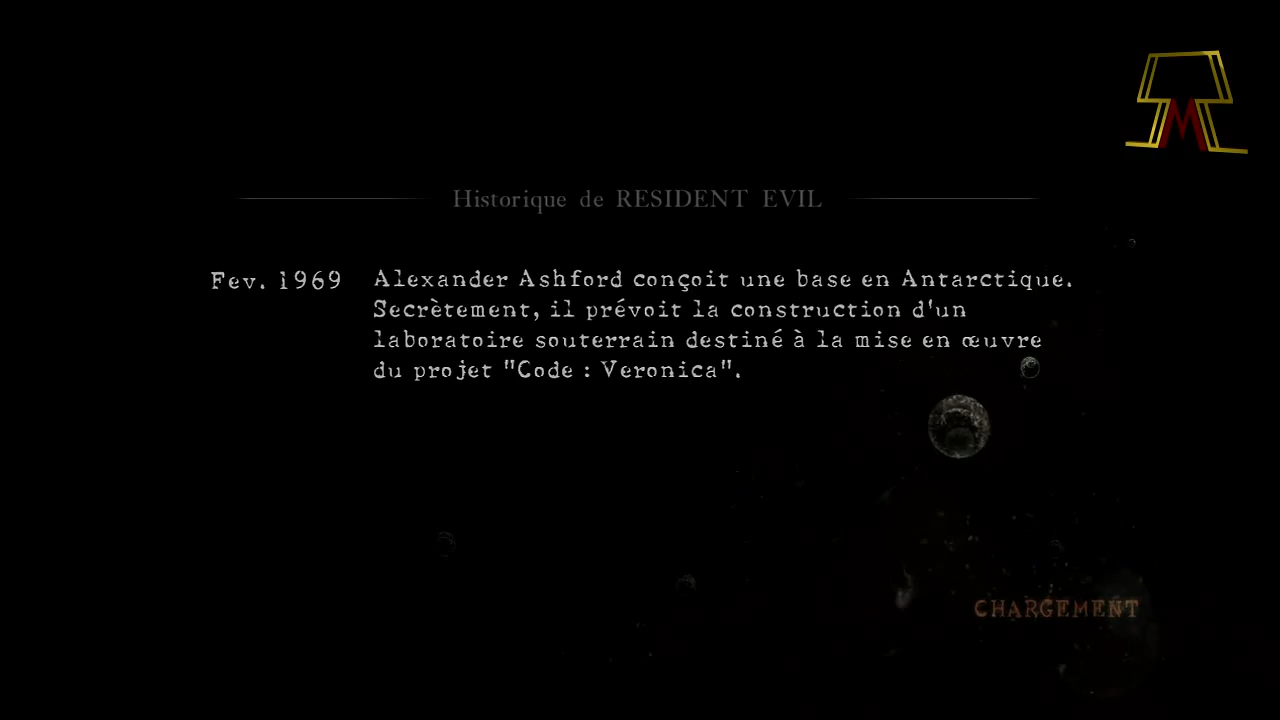 M
Historique de RESIDENT EVIL
Fev. 1969 Alexander Ashford conçoit une base en Antarctique.
Secrètement, il prévoit la construction d'un
laboratoire souterrain destiné à la mise en œuvre
du projet "Code : Veronica".
CHARGEMENT